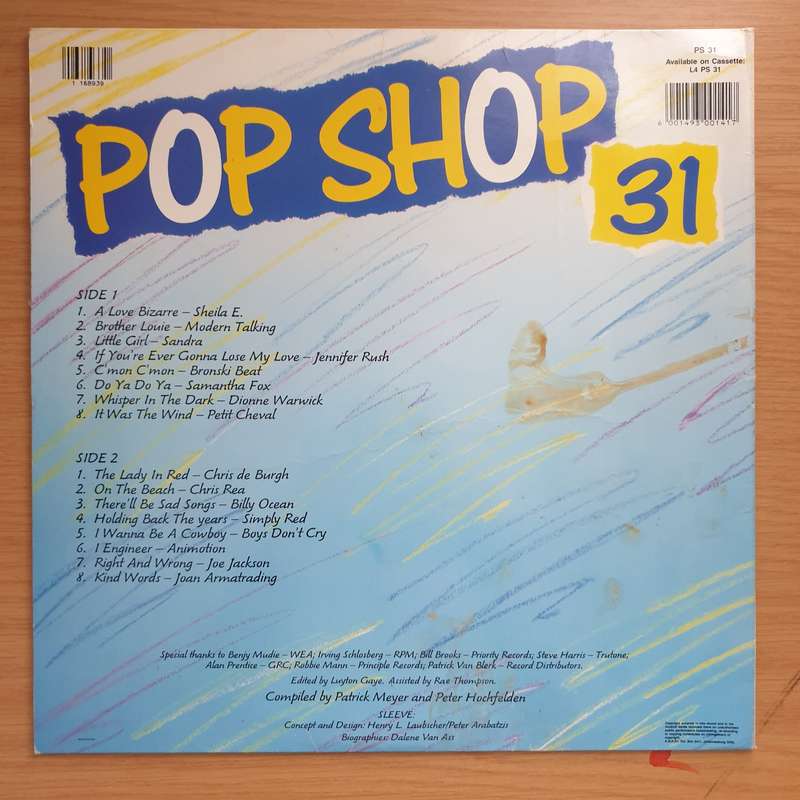 1 168939
PS 31
Available on Cassette:
L4 PS 31
6 001493 001417
POP SHOP
31
SIDE 1
1. A Love Bizarre – Sheila E.
2. Brother Louie – Modern Talking
3. Little Girl – Sandra
4. If You're Ever Gonna Lose My Love – Jennifer Rush
5. C'mon C'mon – Bronski Beat
6. Do Ya Do Ya – Samantha Fox
7. Whisper In The Dark – Dionne Warwick
8. It Was The Wind – Petit Cheval
SIDE 2
1. The Lady In Red – Chris de Burgh
2. On The Beach – Chris Rea
3. There'll Be Sad Songs – Billy Ocean
4. Holding Back The years – Simply Red
5. I Wanna Be A Cowboy – Boys Don't Cry
6. I Engineer – Animotion
7. Right And Wrong – Joe Jackson
8. Kind Words – Joan Armatrading
Special thanks to Benjy Mudie – WEA; Irving Schlosberg – RPM; Bill Brooks – Priority Records; Steve Harris – Trutone;
Alan Prentice – GRC; Robbie Mann – Principle Records; Patrick Van Blerk – Record Distributors.
Edited by Luyton Gaye. Assisted by Rae Thompson.
Compiled by Patrick Meyer and Peter Hochfelden
SLEEVE:
Concept and Design: Henry L. Laubscher/Peter Arabatzis
Biographies: Dalene Van Ass